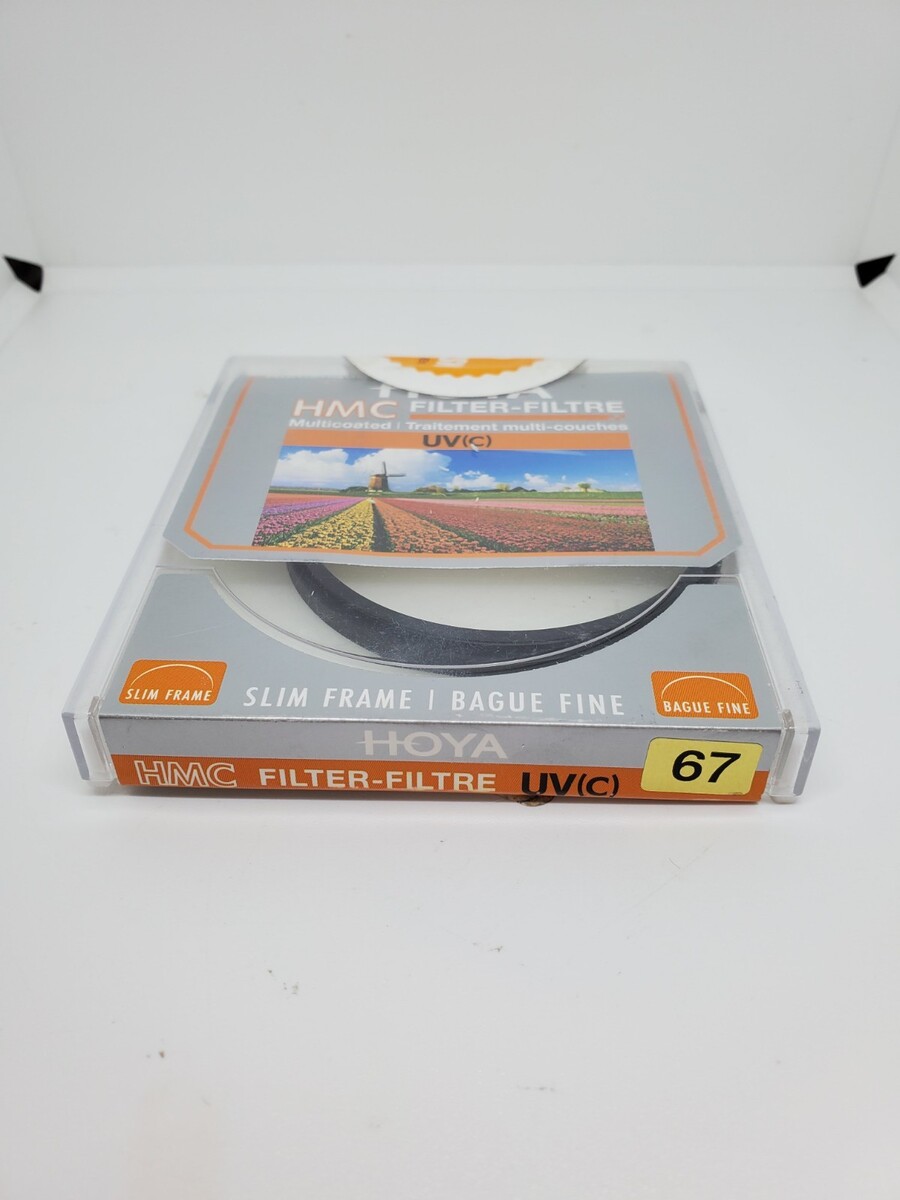 HOYA
HMC FILTER-FILTRE
Multicoated | Traitement multi-couches
UV(C)
SLIM FRAME
SLIM FRAME | BAGUE FINE
BAGUE FINE
HOYA
HMC FILTER-FILTRE UV(C) 67